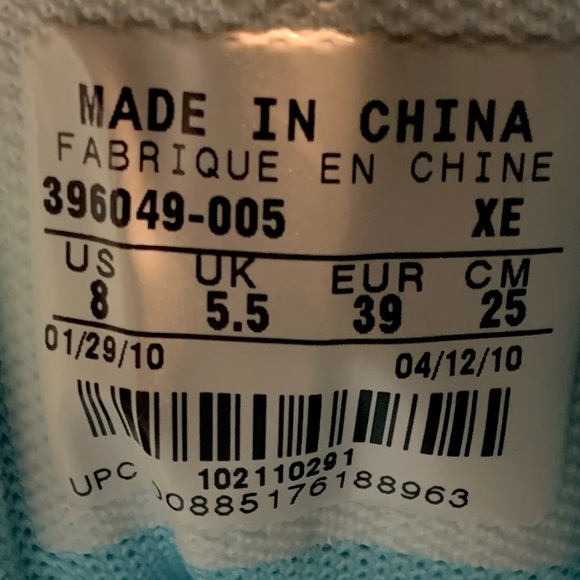 MADE IN CHINA
FABRIQUE EN CHINE
396049-005 XE
US UK EUR CM
8 5.5 39 25
01/29/10 04/12/10
102110291
UPC 00885176188963